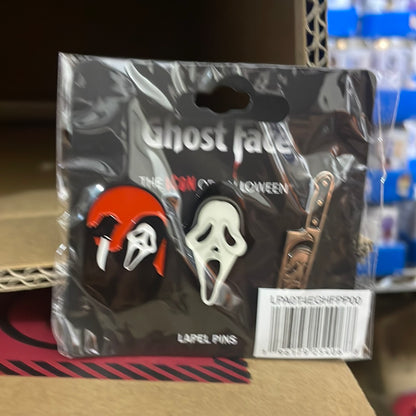 Ghost Face
THE ICON OF HALLOWEEN
LAPEL PINS
LPA0T4EGHFPP00